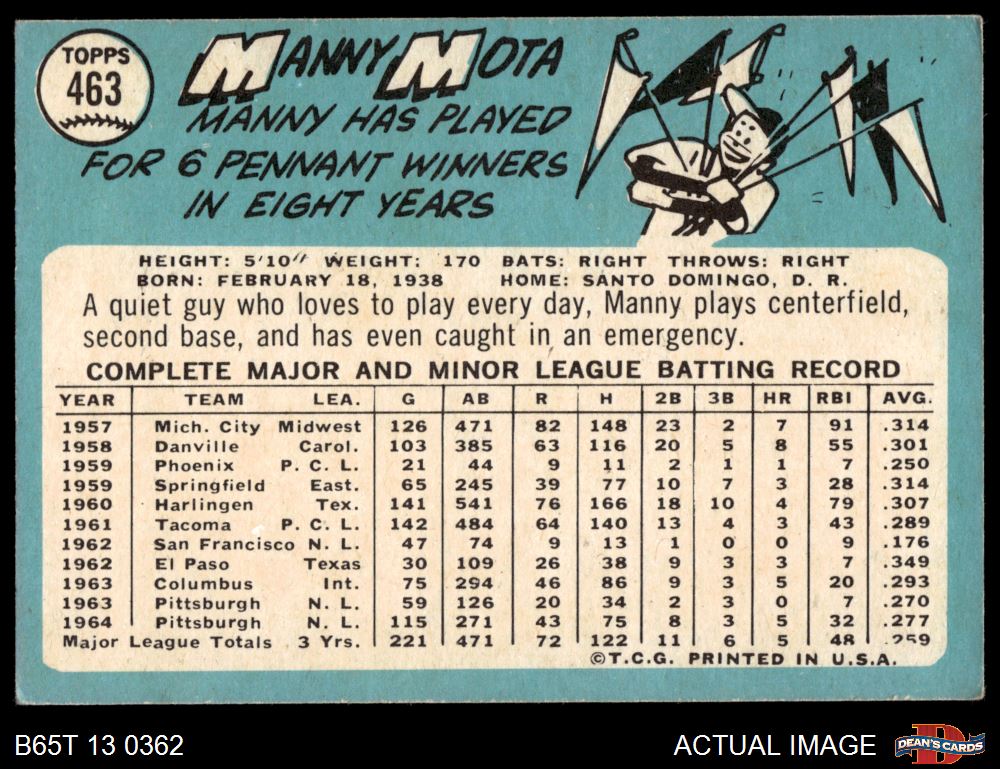 TOPPS
463
MANNY MOTA
MANNY HAS PLAYED
FOR 6 PENNANT WINNERS
IN EIGHT YEARS
HEIGHT: 5'10" WEIGHT: 170 BATS: RIGHT THROWS: RIGHT
BORN: FEBRUARY 18, 1938 HOME: SANTO DOMINGO, D. R.
A quiet guy who loves to play every day, Manny plays centerfield,
second base, and has even caught in an emergency.
COMPLETE MAJOR AND MINOR LEAGUE BATTING RECORD
YEAR TEAM LEA. G AB R H 2B 3B HR RBI AVG.
1957 Mich. City Midwest 126 471 82 148 23 2 7 91 .314
1958 Danville Carol. 103 385 63 116 20 5 8 55 .301
1959 Phoenix P. C. L. 21 44 9 11 2 1 1 7 .250
1959 Springfield East. 65 245 39 77 10 7 3 28 .314
1960 Harlingen Tex. 141 541 76 166 18 10 4 79 .307
1961 Tacoma P. C. L. 142 484 64 140 13 4 3 43 .289
1962 San Francisco N. L. 47 74 9 13 1 0 0 9 .176
1962 El Paso Texas 30 109 26 38 9 3 3 7 .349
1963 Columbus Int. 75 294 46 86 9 3 5 20 .293
1963 Pittsburgh N. L. 59 126 20 34 2 3 0 7 .270
1964 Pittsburgh N. L. 115 271 43 75 8 3 5 32 .277
Major League Totals 3 Yrs. 221 471 72 122 11 6 5 48 .259
©T.C.G. PRINTED IN U.S.A.
B65T 13 0362
ACTUAL IMAGE
D
DEAN'S CARDS